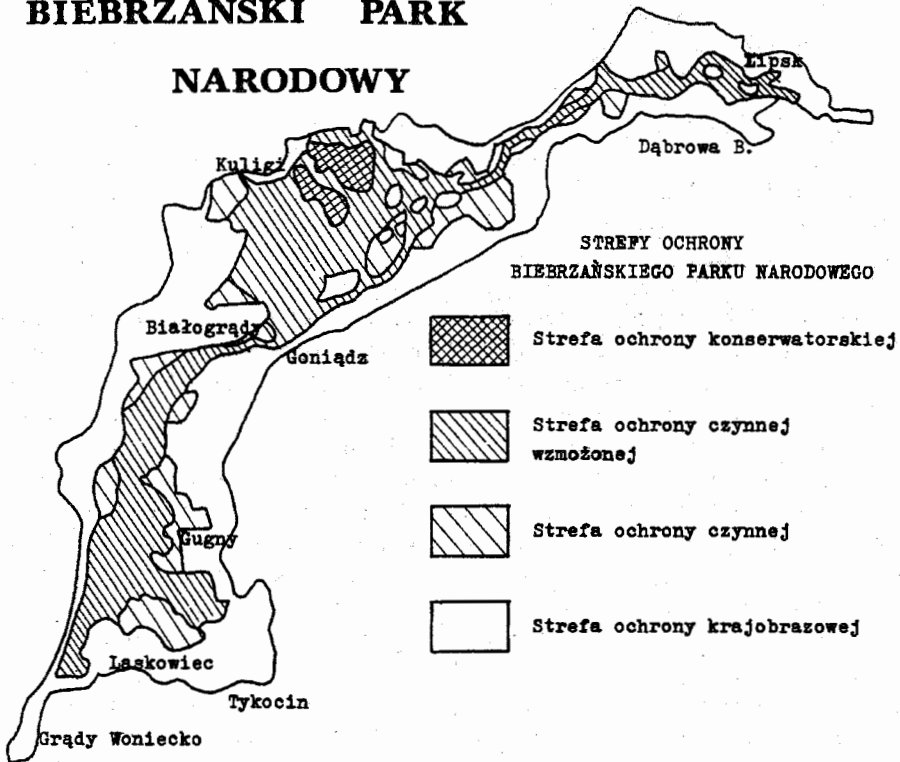 BIEBRZAŃSKI PARK
NARODOWY
Lipsk
Dąbrowa B.
Kuligi
STREFY OCHRONY
BIEBRZAŃSKIEGO PARKU NARODOWEGO
Białogrądy
Goniądz
Strefa ochrony konserwatorskiej
Strefa ochrony czynnej
wzmożonej
Strefa ochrony czynnej
Gugny
Strefa ochrony krajobrazowej
Laskowiec
Tykocin
Grądy Woniecko